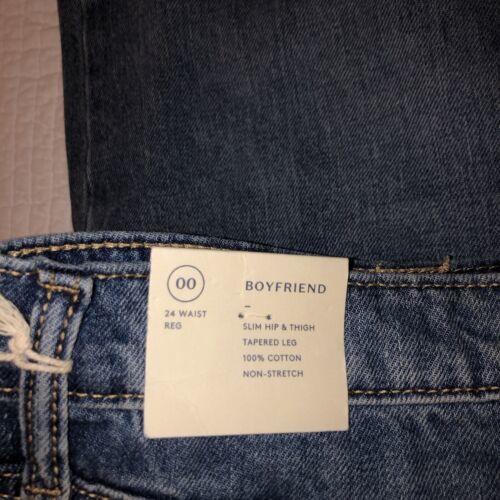 00
24 WAIST
REG
BOYFRIEND
–
SLIM HIP & THIGH
TAPERED LEG
100% COTTON
NON-STRETCH